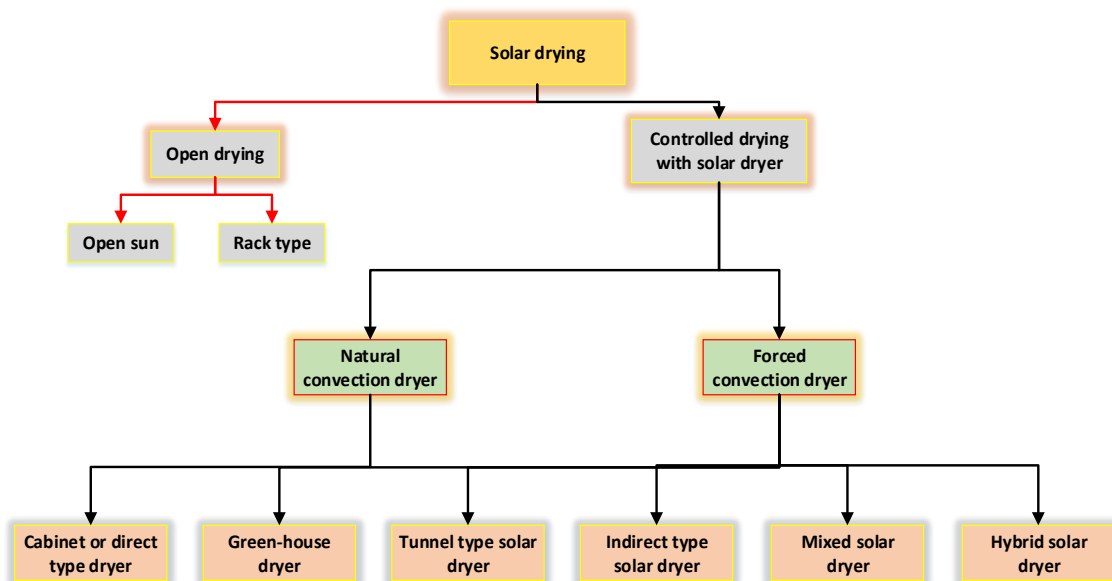 Solar drying
Open drying
Controlled drying
with solar dryer
Open sun
Rack type
Natural
convection dryer
Forced
convection dryer
Cabinet or direct
type dryer
Green-house
dryer
Tunnel type solar
dryer
Indirect type
solar dryer
Mixed solar
dryer
Hybrid solar
dryer